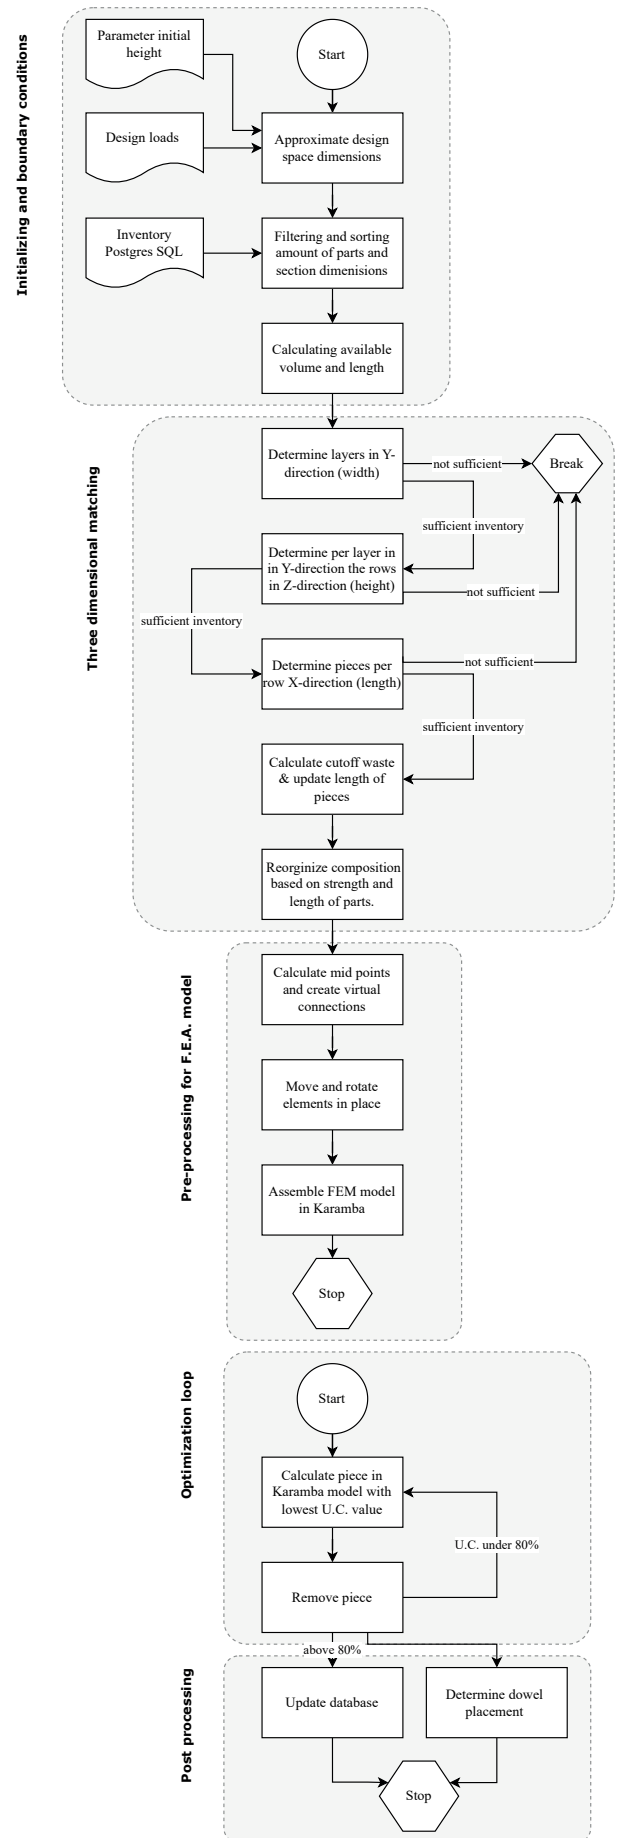 Initializing and boundary conditions
Parameter initial
height
Start
Design loads
Approximate design
space dimensions
Inventory
Postgres SQL
Filtering and sorting
amount of parts and
section dimenisions
Calculating available
volume and length
Three dimensional matching
Determine layers in Y-
direction (width)
not sufficient
Break
sufficient inventory
Determine per layer in
in Y-direction the rows
in Z-direction (height)
not sufficient
sufficient inventory
Determine pieces per
row X-direction (length)
not sufficient
sufficient inventory
Calculate cutoff waste
& update length of
pieces
Reorginize composition
based on strength and
length of parts.
Pre-processing for F.E.A. model
Calculate mid points
and create virtual
connections
Move and rotate
elements in place
Assemble FEM model
in Karamba
Stop
Optimization loop
Start
Calculate piece in
Karamba model with
lowest U.C. value
U.C. under 80%
Remove piece
above 80%
Post processing
Update database
Determine dowel
placement
Stop